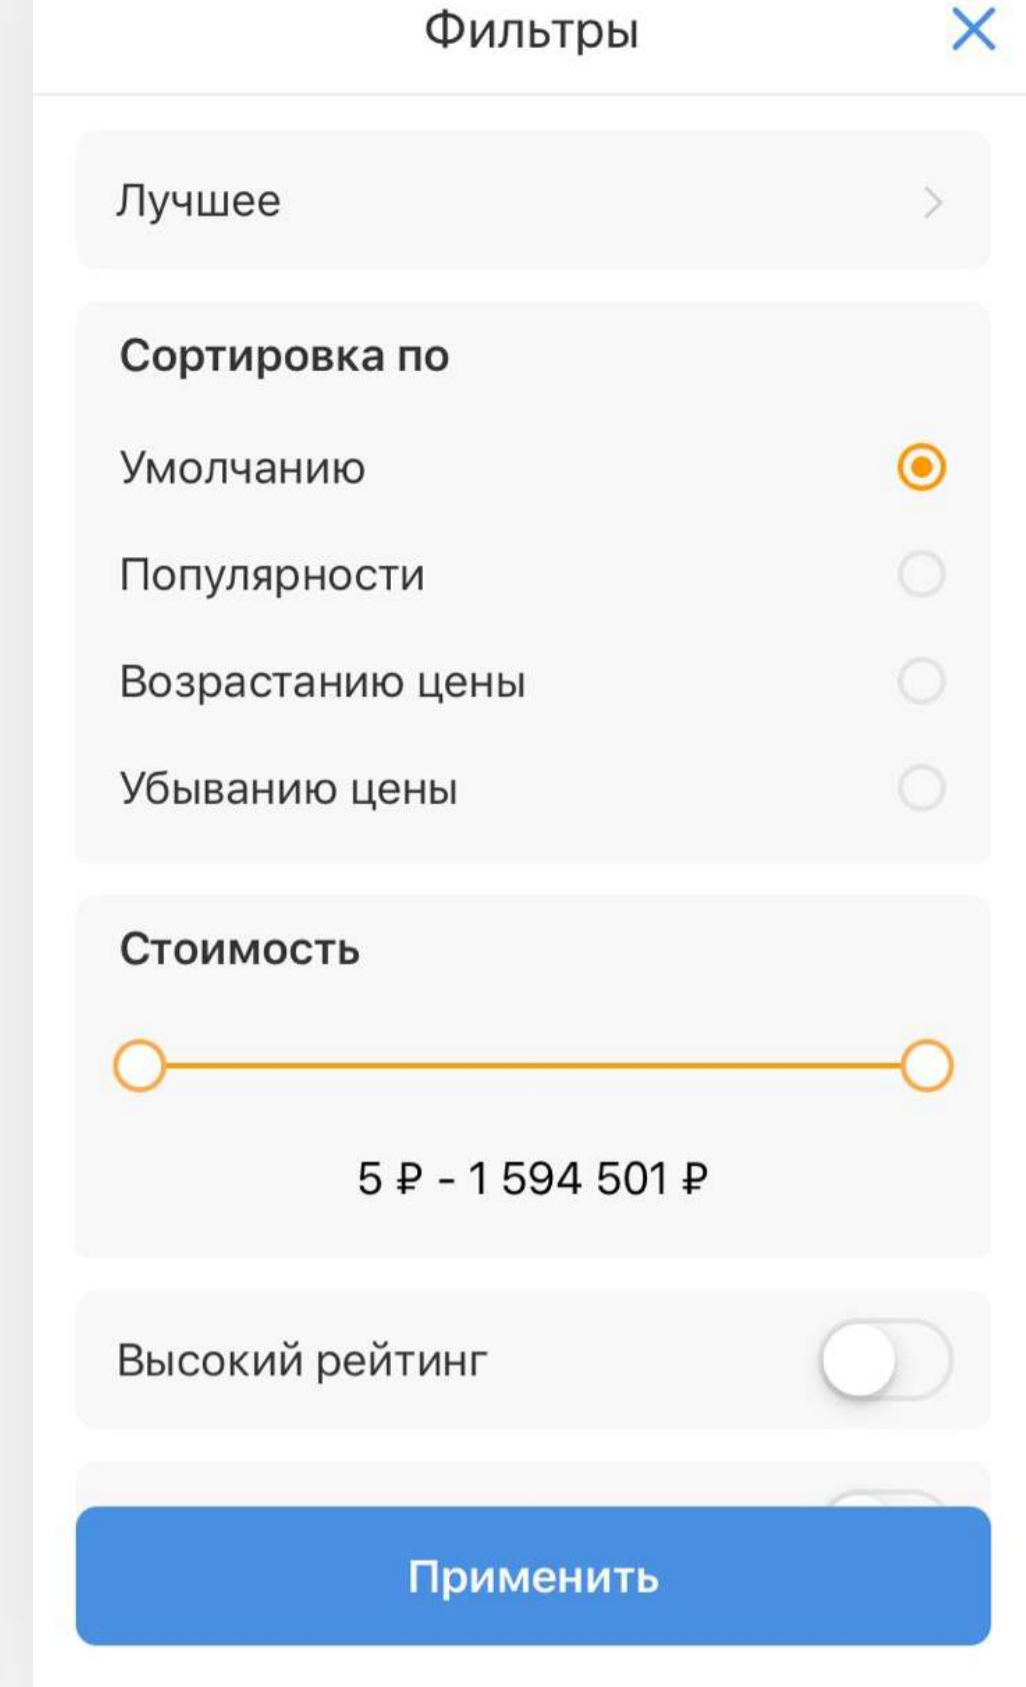 Фильтры
Лучшее
Сортировка по
Умолчанию
Популярности
Возрастанию цены
Убыванию цены
Стоимость
5 ₽ - 1 594 501 ₽
Высокий рейтинг
Применить